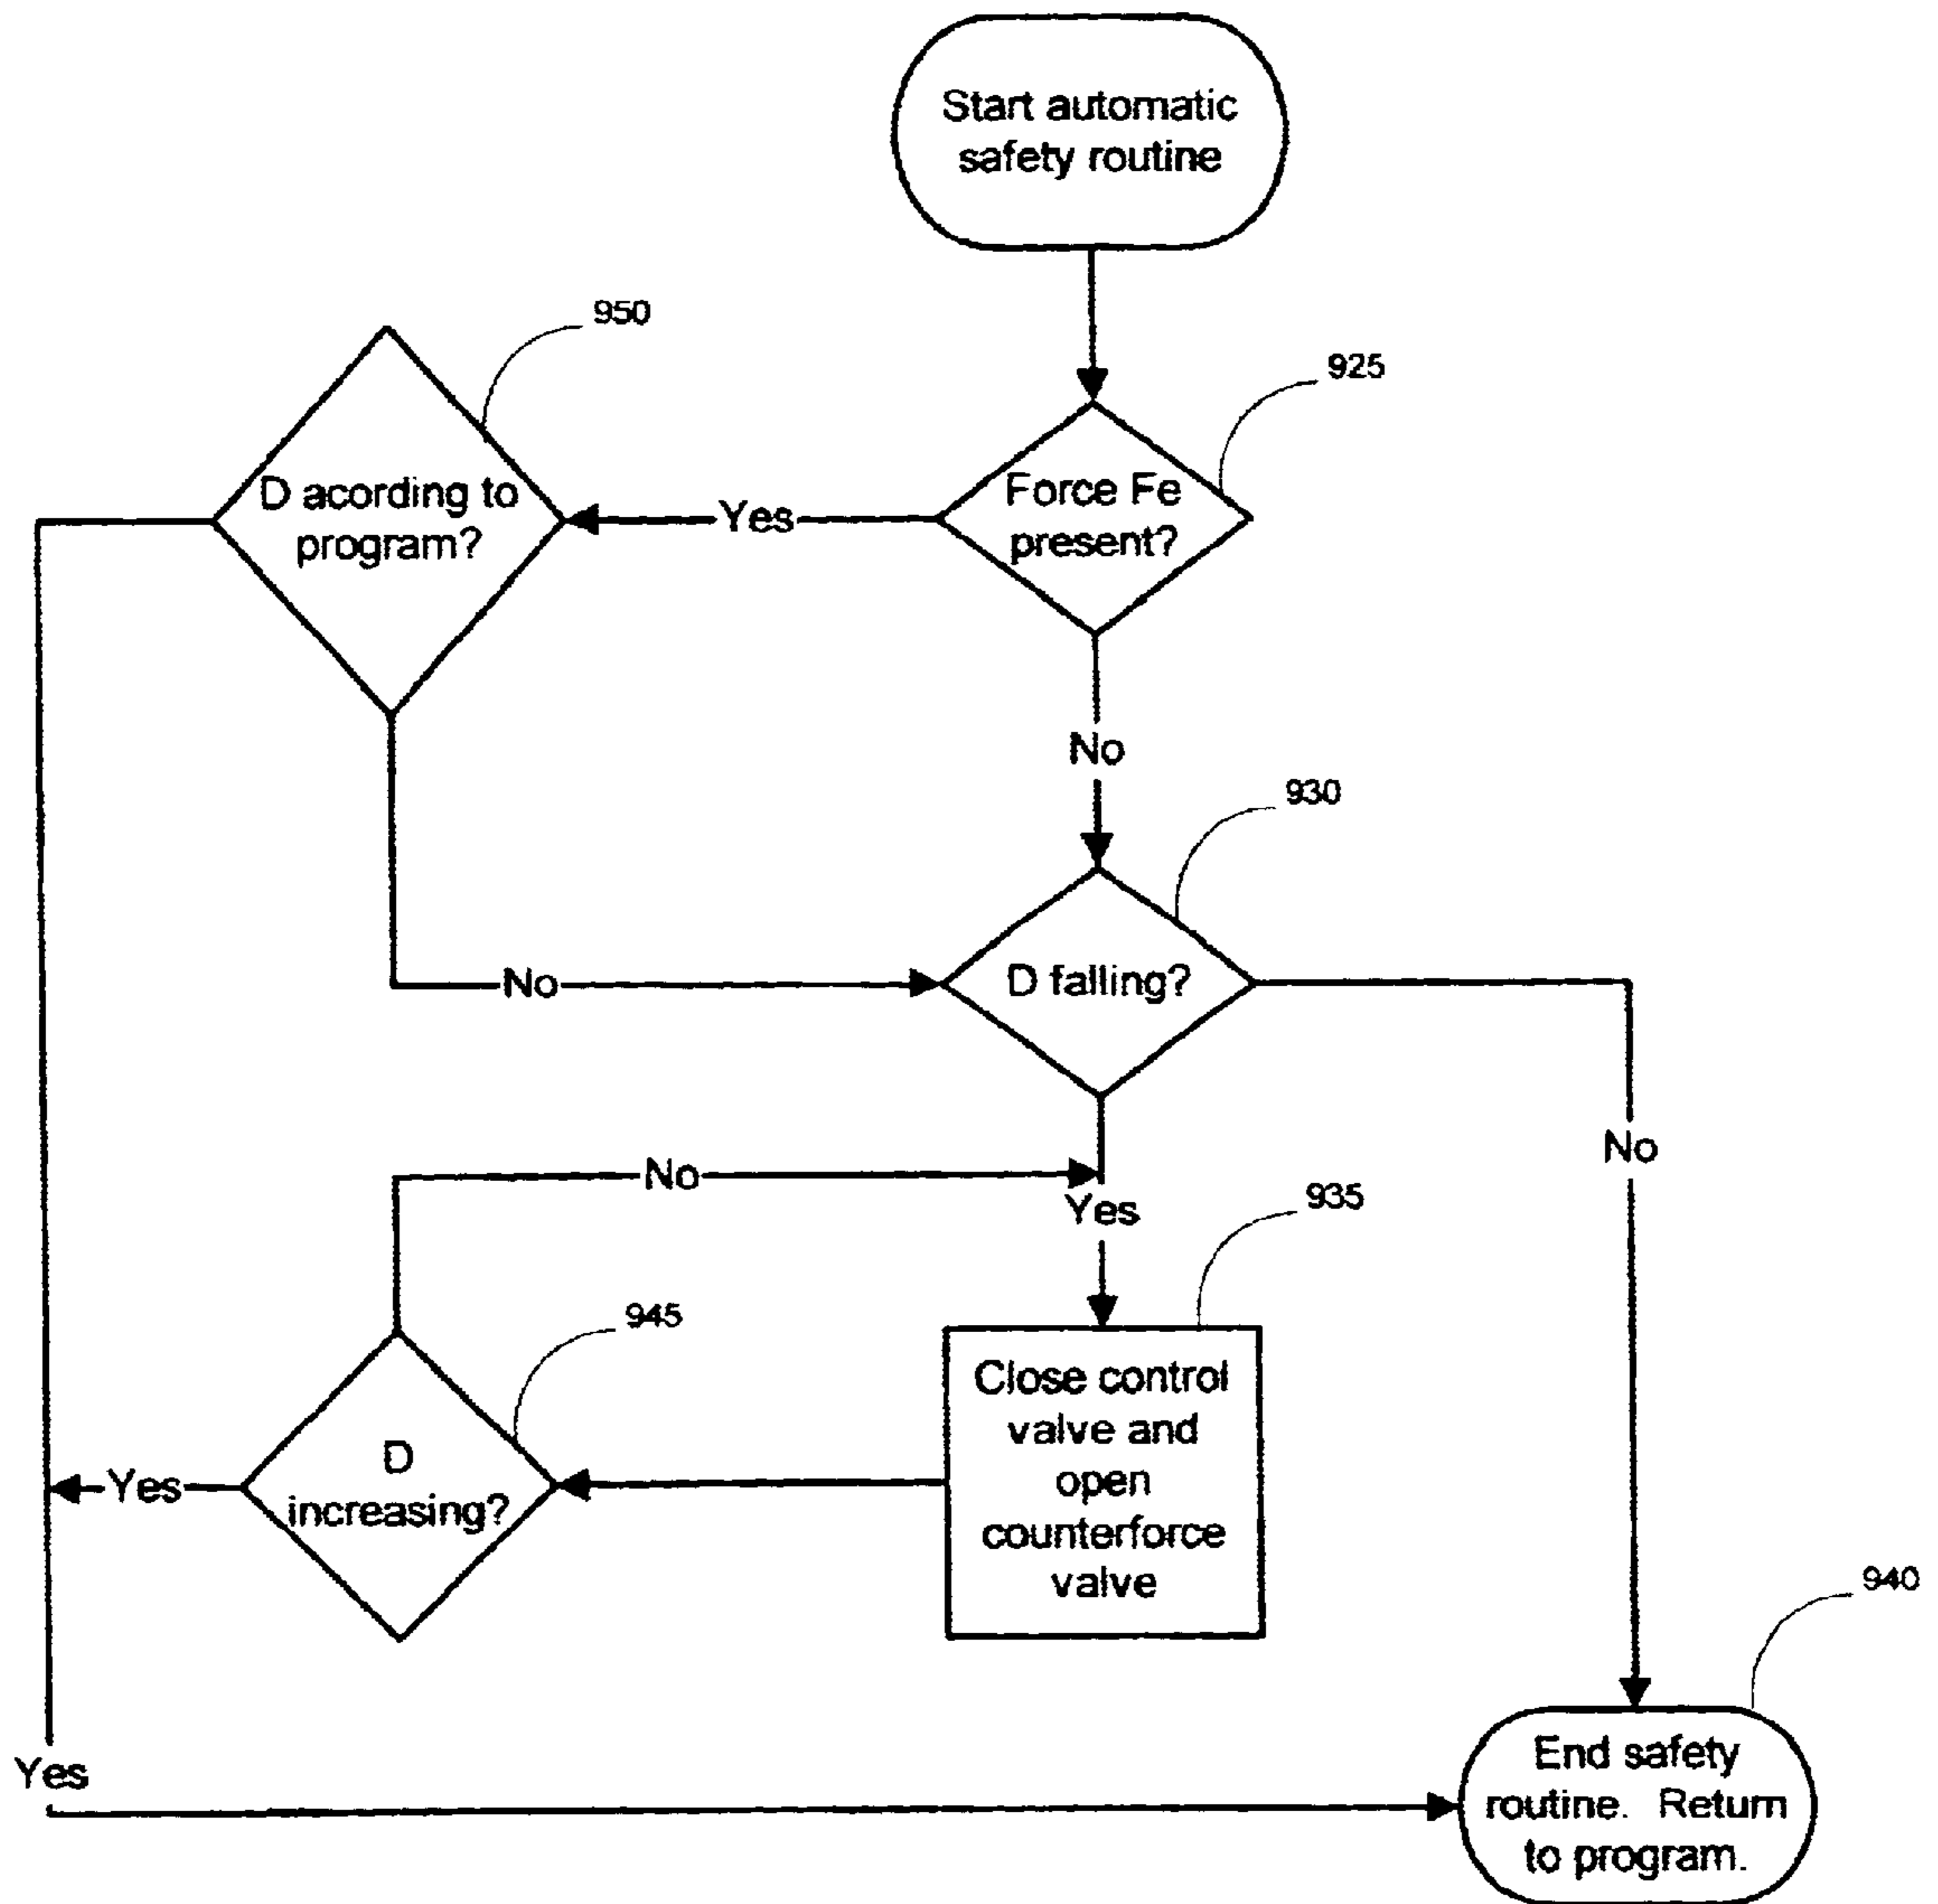 Start automatic
safety routine
950
925
D acording to
program?
Yes
Force Fe
present?
No
930
No
D falling?
No
No
Yes
935
945
Close control
valve and
open
counterforce
valve
D
increasing?
Yes
940
Yes
End safety
routine. Return
to program.